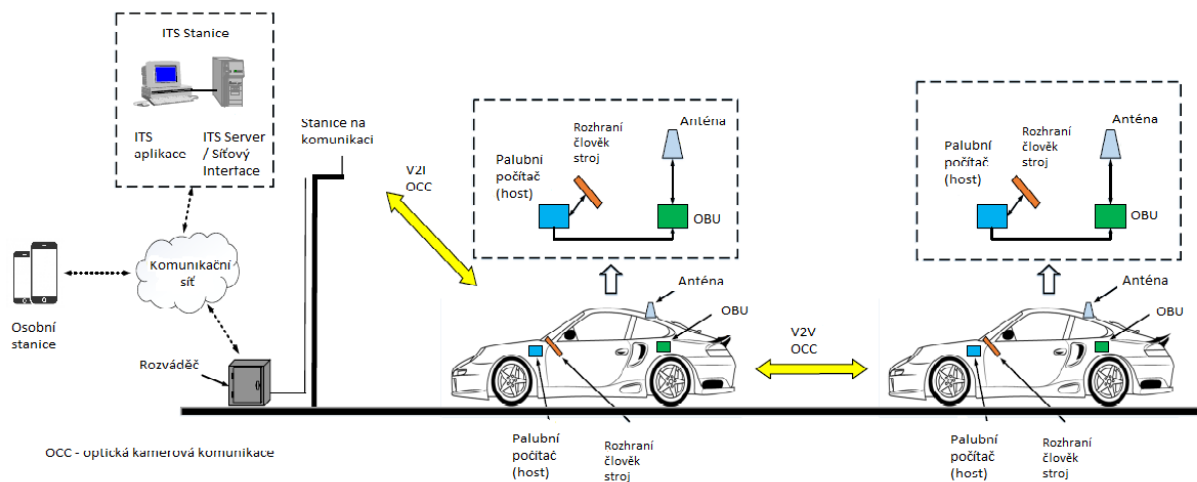 ITS Stanice
ITS
aplikace
ITS Server
/ Síťový
Interface
Stanice na
komunikaci
V2I
OCC
Palubní
počítač
(host)
Rozhraní
člověk
stroj
Anténa
OBU
Palubní
počítač
(host)
Rozhraní
člověk
stroj
Anténa
OBU
Komunikační
síť
Osobní
stanice
Rozváděč
Anténa
OBU
V2V
OCC
Anténa
OBU
Palubní
počítač
(host)
Rozhraní
člověk
stroj
Palubní
počítač
(host)
Rozhraní
člověk
stroj
OCC - optická kamerová komunikace